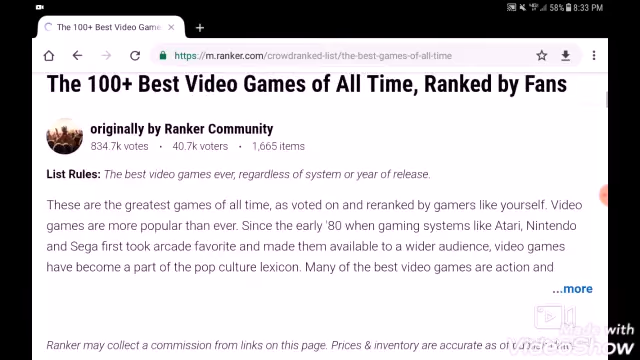 58% 8:33 PM
The 100+ Best Video Games
https://m.ranker.com/crowdranked-list/the-best-games-of-all-time
The 100+ Best Video Games of All Time, Ranked by Fans
originally by Ranker Community
834.7k votes • 40.7k voters • 1,665 items
List Rules: The best video games ever, regardless of system or year of release.
These are the greatest games of all time, as voted on and reranked by gamers like yourself. Video
games are more popular than ever. Since the early '80 when gaming systems like Atari, Nintendo
and Sega first took arcade favorite and made them available to a wider audience, video games
have become a part of the pop culture lexicon. Many of the best video games are action and
...more
Made with
VideoShow
Ranker may collect a commission from links on this page. Prices & inventory are accurate as of